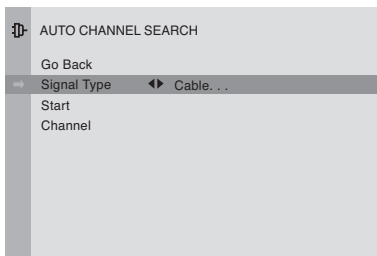 AUTO CHANNEL SEARCH
Go Back
Signal Type Cable. . .
Start
Channel